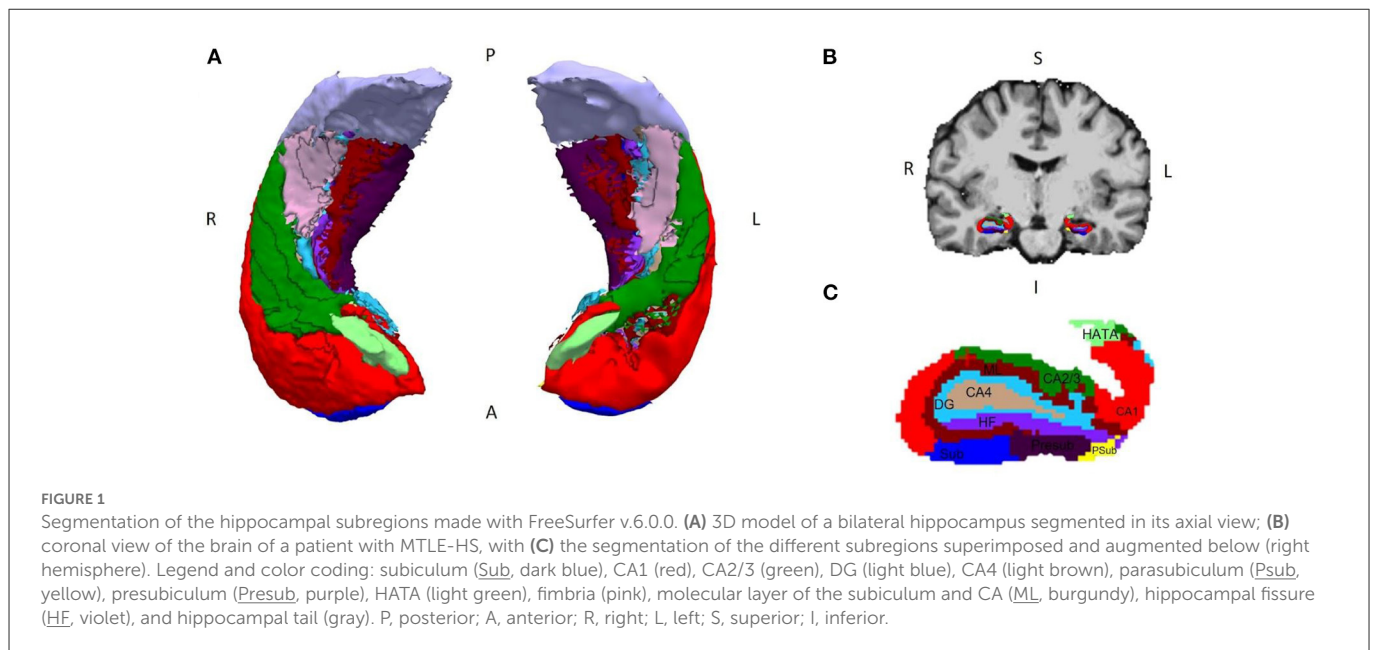 A
P
B
S
R
L
R
L
A
I
C
HATA
ML
CA2/3
CA4
DG
CA1
HF
Sub
Presub
PSub
FIGURE 1
Segmentation of the hippocampal subregions made with FreeSurfer v.6.0.0. (A) 3D model of a bilateral hippocampus segmented in its axial view; (B)
coronal view of the brain of a patient with MTLE-HS, with (C) the segmentation of the different subregions superimposed and augmented below (right
hemisphere). Legend and color coding: subiculum (Sub, dark blue), CA1 (red), CA2/3 (green), DG (light blue), CA4 (light brown), parasubiculum (Psub,
yellow), presubiculum (Presub, purple), HATA (light green), fimbria (pink), molecular layer of the subiculum and CA (ML, burgundy), hippocampal fissure
(HF, violet), and hippocampal tail (gray). P, posterior; A, anterior; R, right; L, left; S, superior; I, inferior.